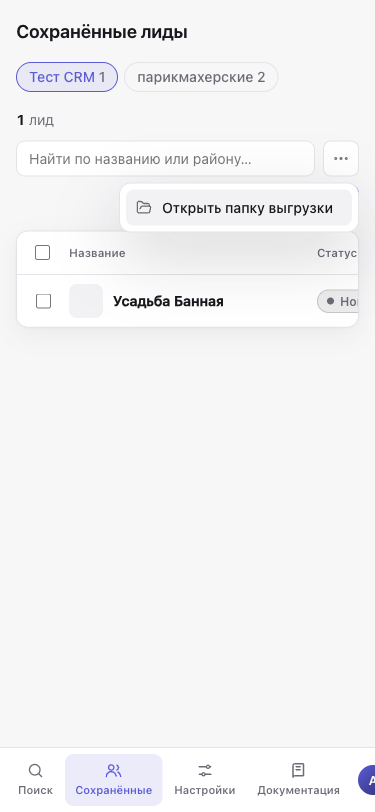 Сохранённые лиды
Тест CRM 1
парикмахерские 2
1 лид
Найти по названию или району...
Открыть папку выгрузки
Название
Статус
Усадьба Банная
Поиск
Сохранённые
Настройки
Документация